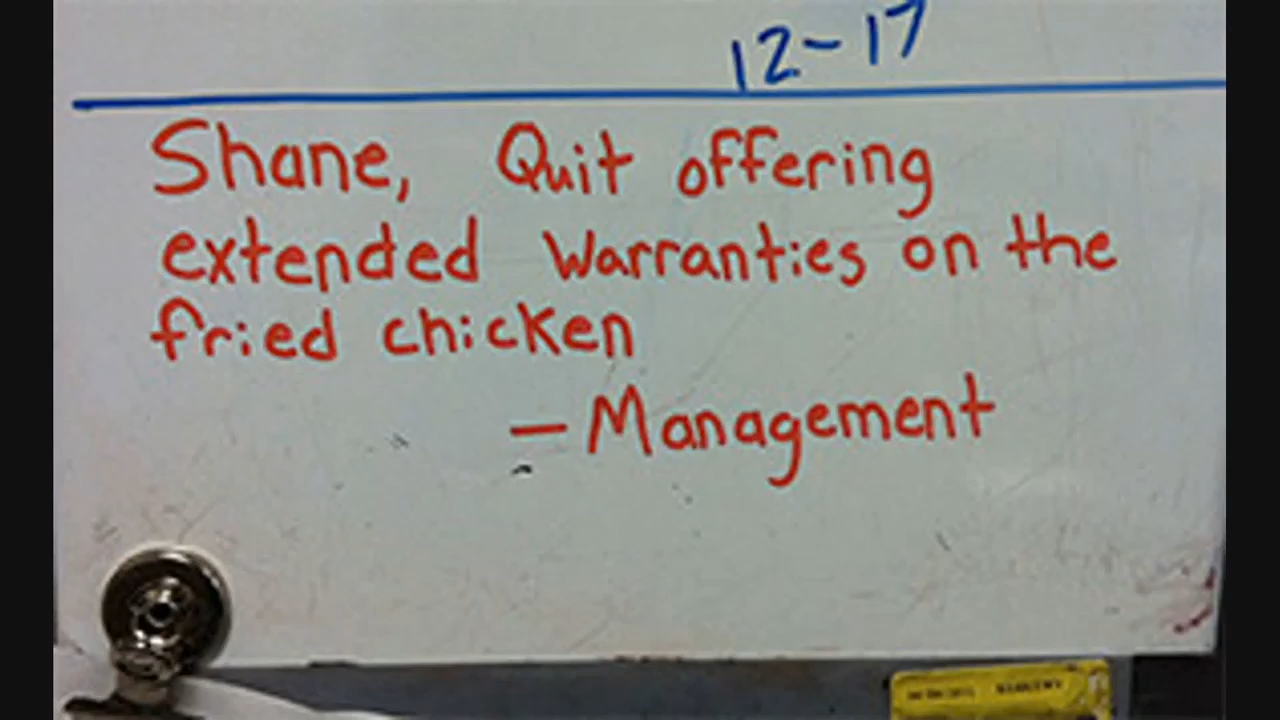 12-17
Shane, Quit offering
extended Warranties on the
fried chicken
— Management